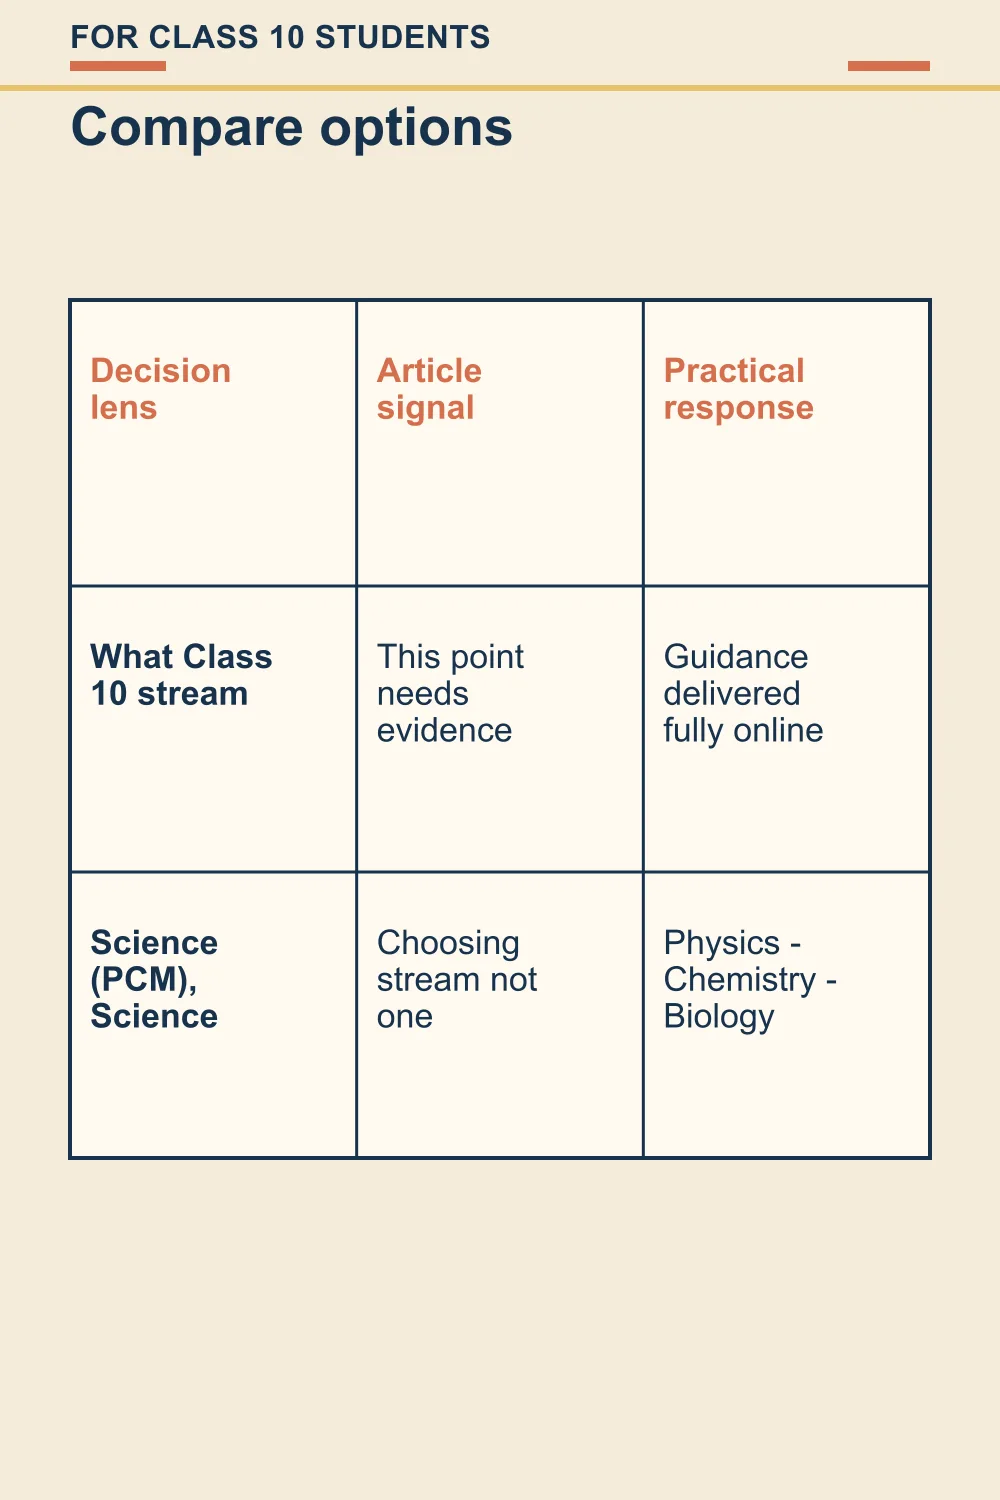 FOR CLASS 10 STUDENTS
Compare options
Decision
lens
Article
signal
Practical
response
What Class
10 stream
This point
needs
evidence
Guidance
delivered
fully online
Science
(PCM),
Science
Choosing
stream not
one
Physics -
Chemistry -
Biology